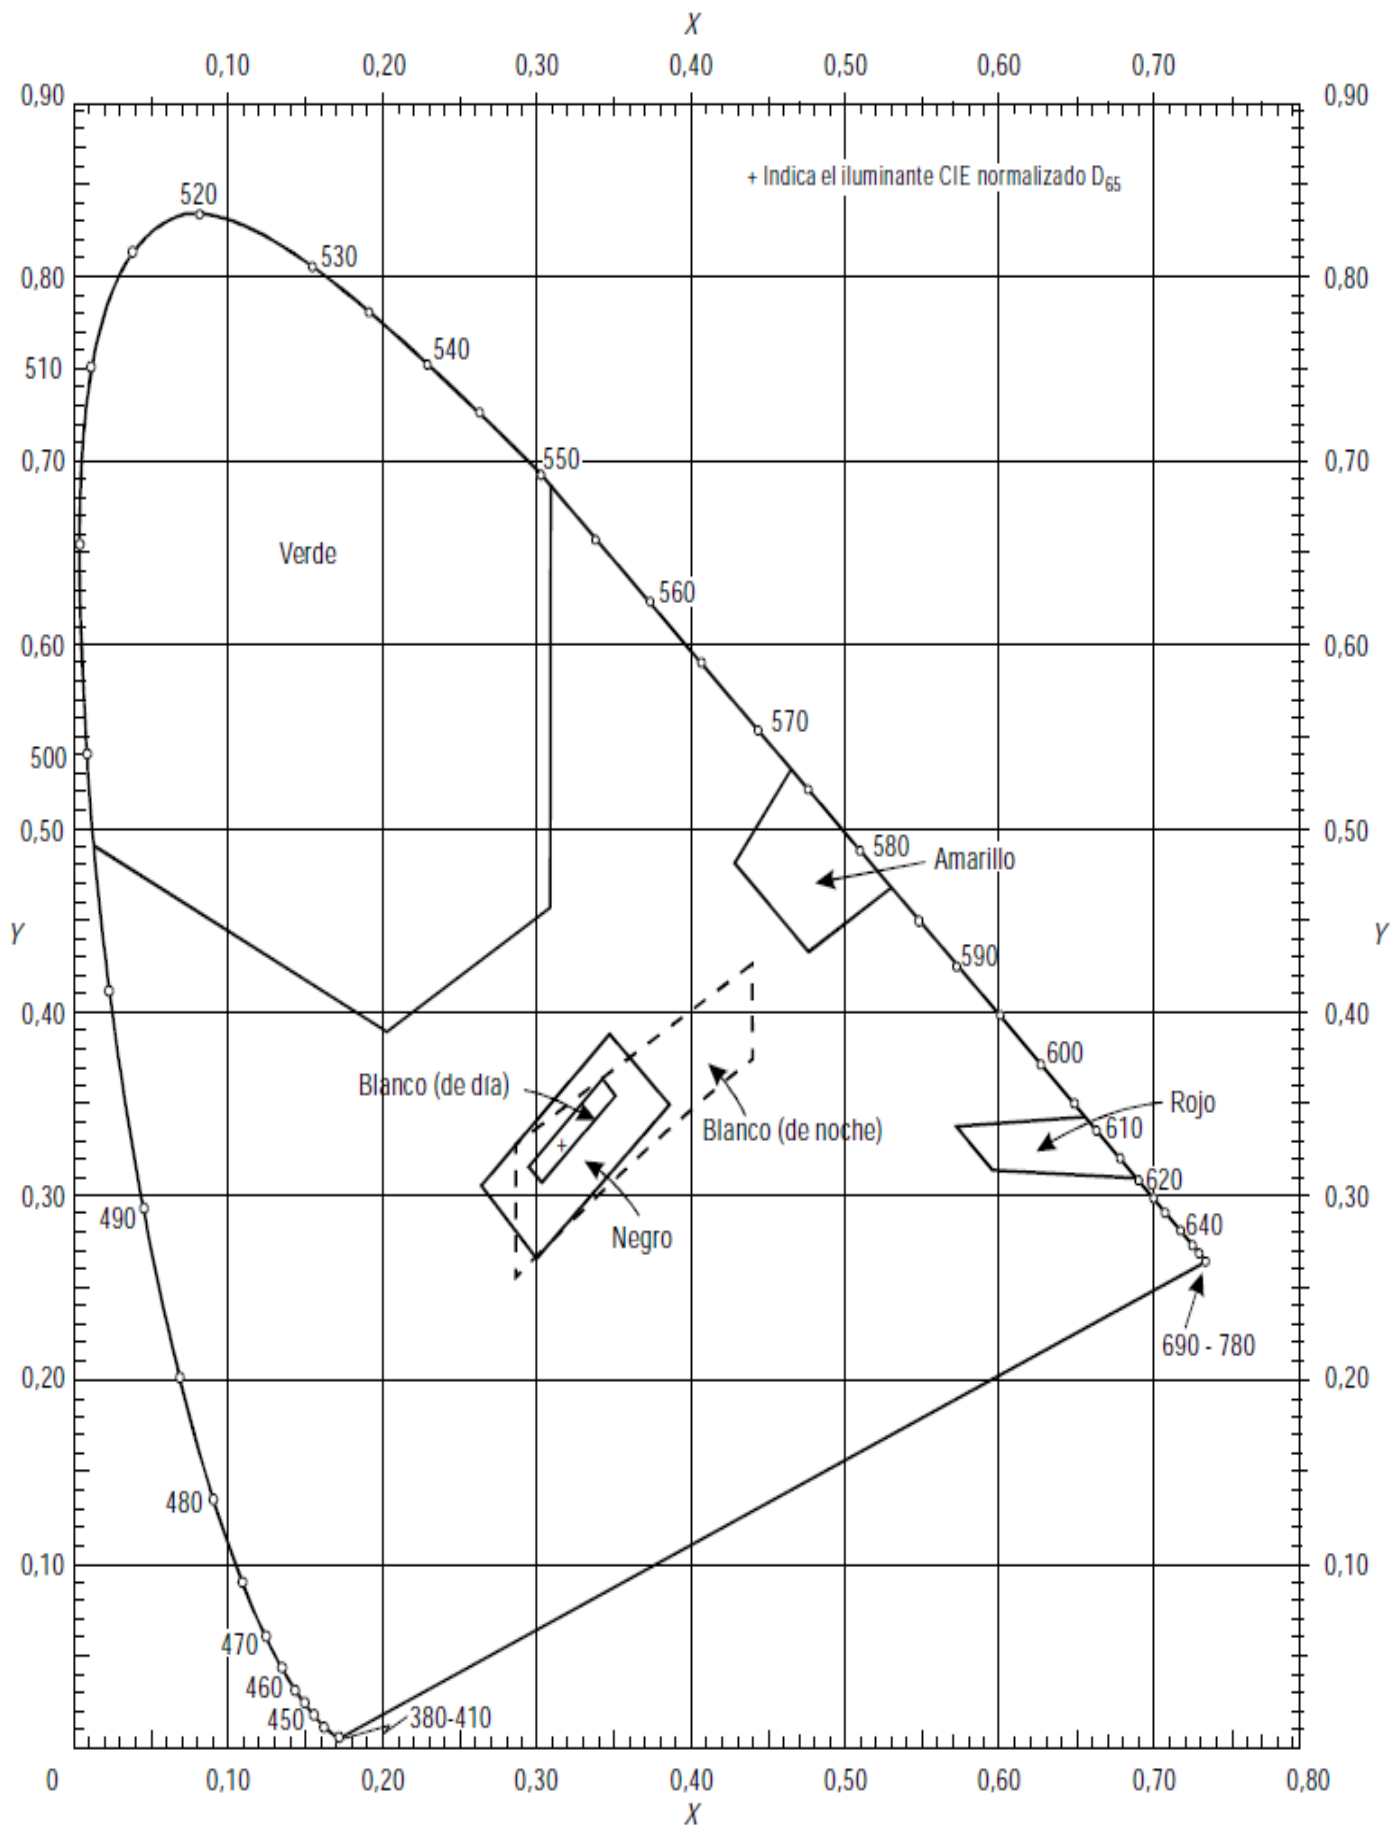 X
0,10 0,20 0,30 0,40 0,50 0,60 0,70
0,90 0,90
+ Indica el iluminante CIE normalizado D65
520
530
0,80 0,80
540
510
550
0,70 0,70
Verde
560
0,60 0,60
570
500
0,50 0,50
580
Amarillo
Y Y
590
0,40 0,40
600
Blanco (de día)
Rojo
Blanco (de noche)
610
620
0,30 0,30
490
640
Negro
690 - 780
0,20 0,20
480
0,10 0,10
470
460
450
380-410
0 0,10 0,20 0,30 0,40 0,50 0,60 0,70 0,80
X